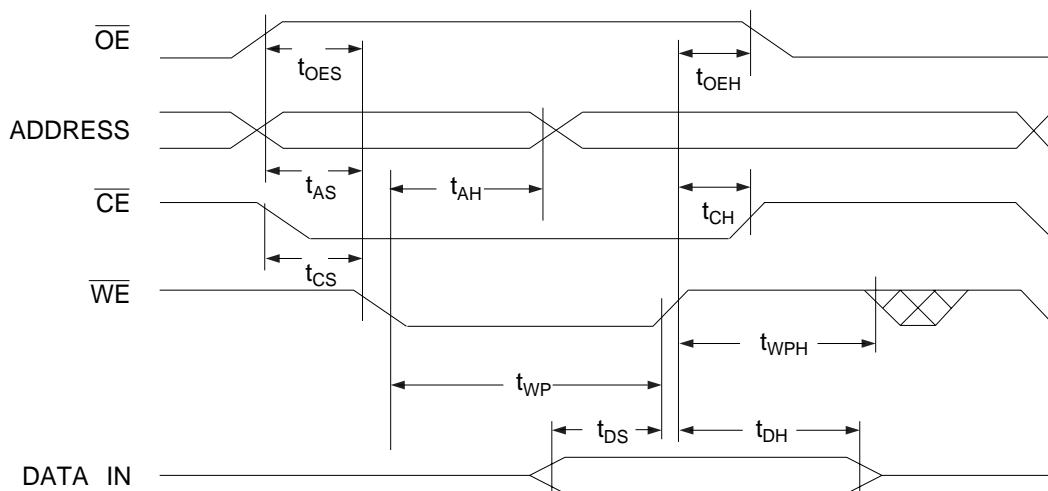 OE
tOES
tOEH
ADDRESS
tAS
tAH
CE
tCH
tCS
WE
tWPH
tWP
tDS
tDH
DATA IN